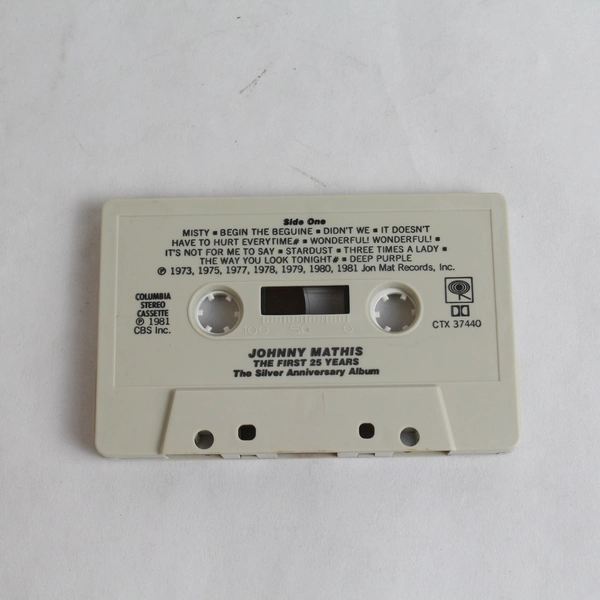 Side One
MISTY ▪ BEGIN THE BEGUINE ▪ DIDN'T WE ▪ IT DOESN'T
HAVE TO HURT EVERYTIME# ▪ WONDERFUL! WONDERFUL! ▪
IT'S NOT FOR ME TO SAY ▪ STARDUST ▪ THREE TIMES A LADY ▪
THE WAY YOU LOOK TONIGHT# ▪ DEEP PURPLE
℗ 1973, 1975, 1977, 1978, 1979, 1980, 1981 Jon Mat Records, Inc.
COLUMBIA
STEREO
CASSETTE
℗ 1981
CBS Inc.
100 50 0
CTX 37440
JOHNNY MATHIS
THE FIRST 25 YEARS
The Silver Anniversary Album